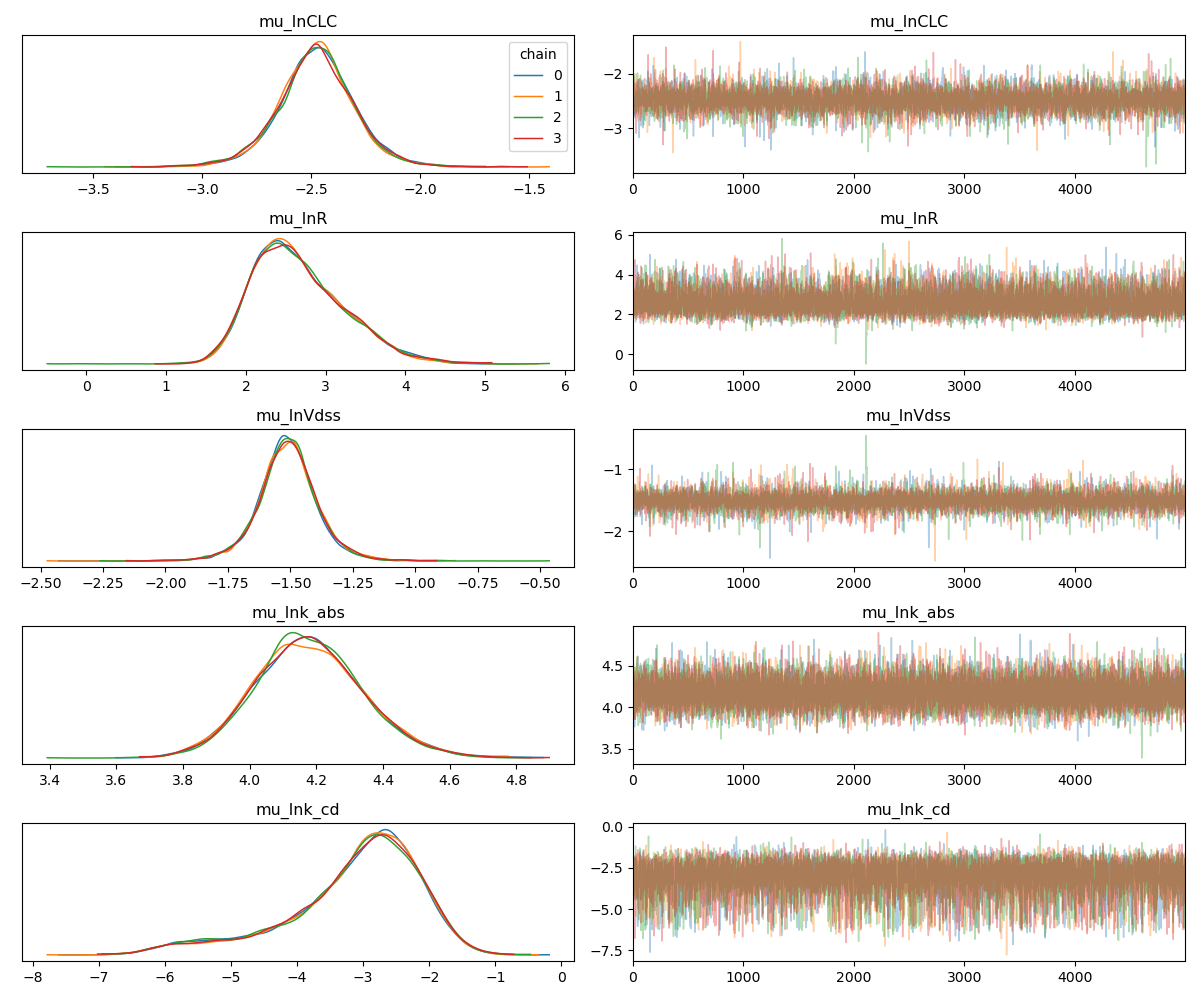 mu_lnCLC
chain
0
1
2
3
−3.5 −3.0 −2.5 −2.0 −1.5
mu_lnCLC
−2
−3
0 1000 2000 3000 4000
mu_lnR
0 1 2 3 4 5 6
mu_lnR
6
4
2
0
0 1000 2000 3000 4000
mu_lnVdss
−2.50 −2.25 −2.00 −1.75 −1.50 −1.25 −1.00 −0.75 −0.50
mu_lnVdss
−1
−2
0 1000 2000 3000 4000
mu_lnk_abs
3.4 3.6 3.8 4.0 4.2 4.4 4.6 4.8
mu_lnk_abs
4.5
4.0
3.5
0 1000 2000 3000 4000
mu_lnk_cd
−8 −7 −6 −5 −4 −3 −2 −1 0
mu_lnk_cd
0.0
−2.5
−5.0
−7.5
0 1000 2000 3000 4000